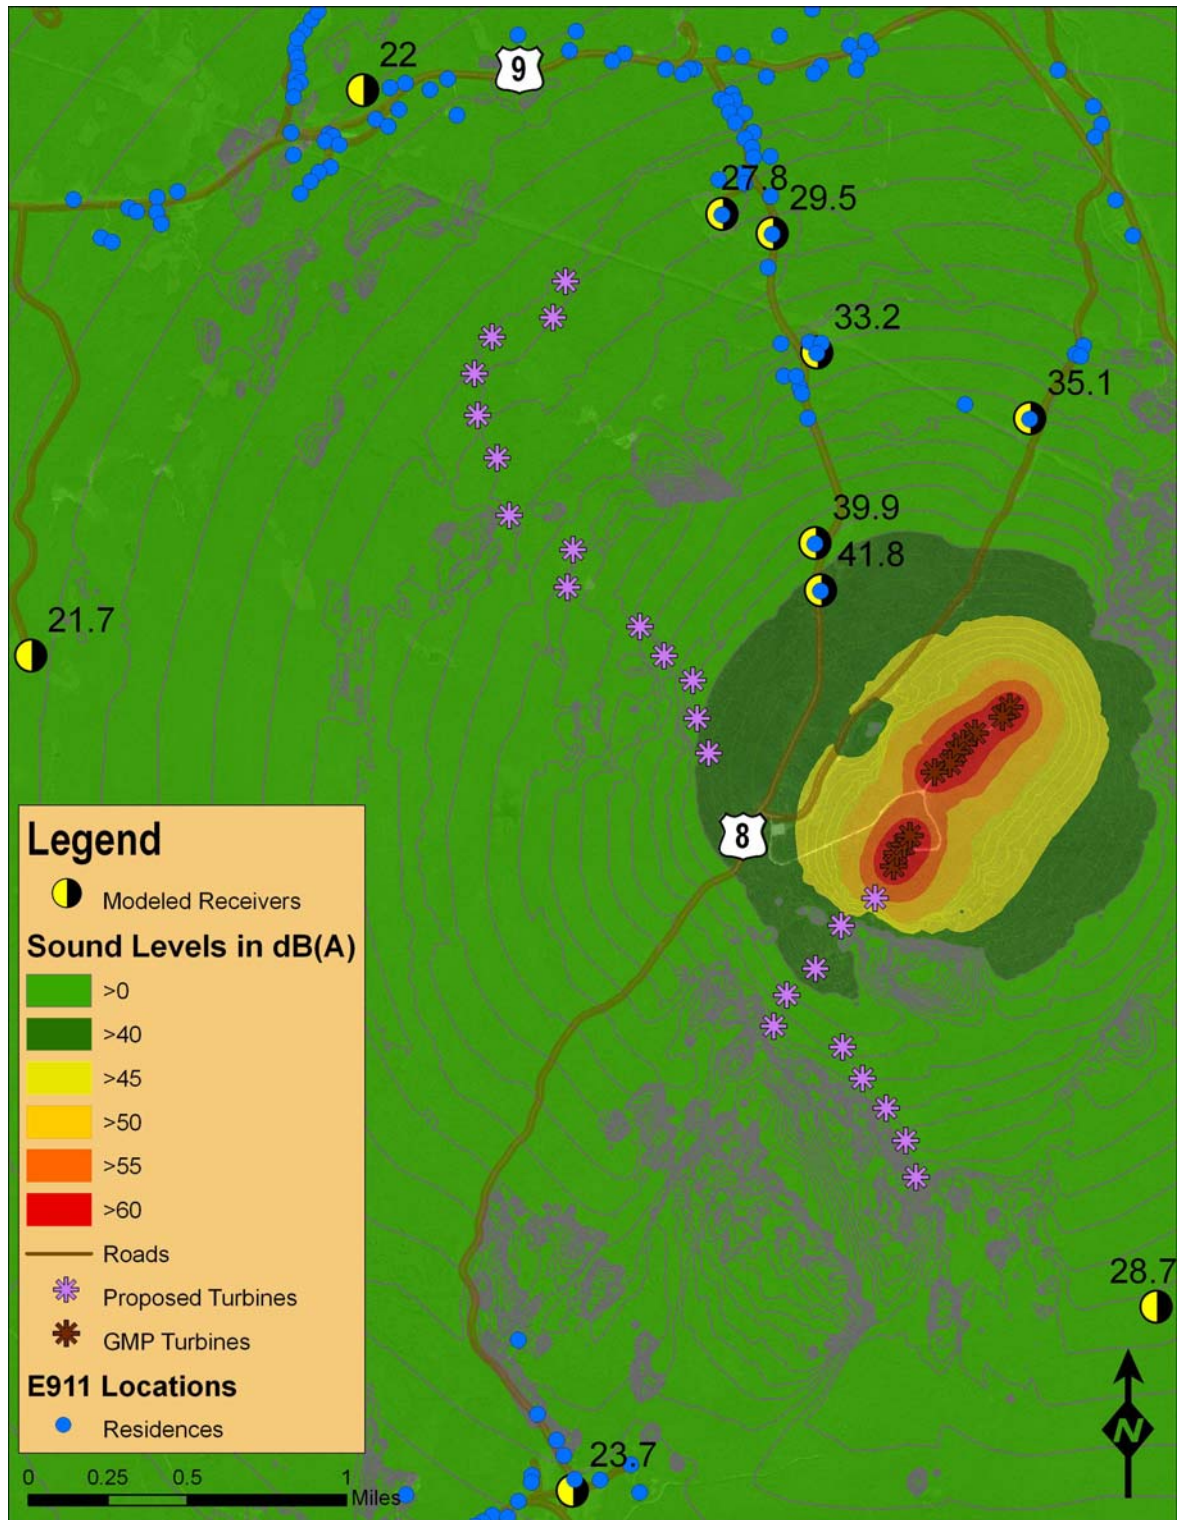 22
9
27.8
29.5
33.2
35.1
39.9
41.8
21.7
8
Legend
Modeled Receivers
Sound Levels in dB(A)
>0
>40
>45
>50
>55
>60
Roads
Proposed Turbines
GMP Turbines
E911 Locations
Residences
0 0.25 0.5 1
Miles
28.7
N
23.7